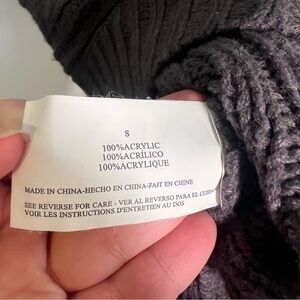 S
100%ACRYLIC
100%ACRÍLICO
100%ACRYLIQUE
MADE IN CHINA-HECHO EN CHINA-FAIT EN CHINE
SEE REVERSE FOR CARE - VER AL REVERSO PARA EL
VOIR LES INSTRUCTIONS D'ENTRETIEN AU DOS